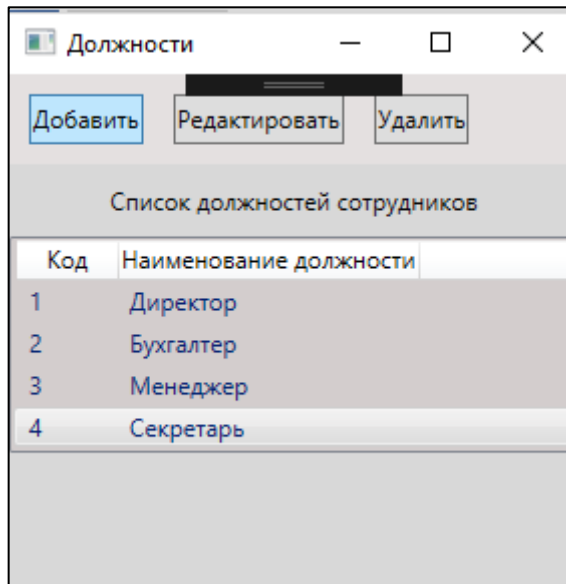 Должности
Добавить Редактировать Удалить
Список должностей сотрудников
Код Наименование должности
1 Директор
2 Бухгалтер
3 Менеджер
4 Секретарь